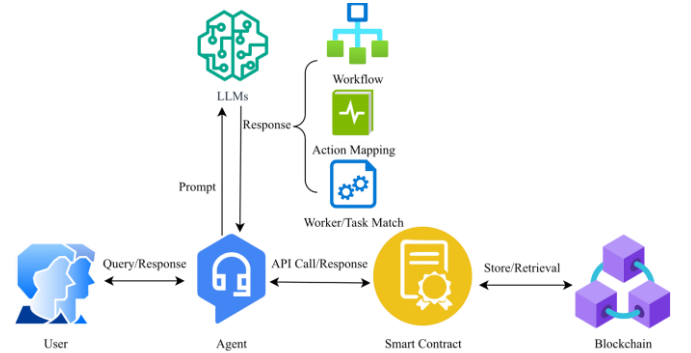 Workflow
LLMs
Response
Action Mapping
Prompt
Worker/Task Match
Query/Response
API Call/Response
Store/Retrieval
User
Agent
Smart Contract
Blockchain